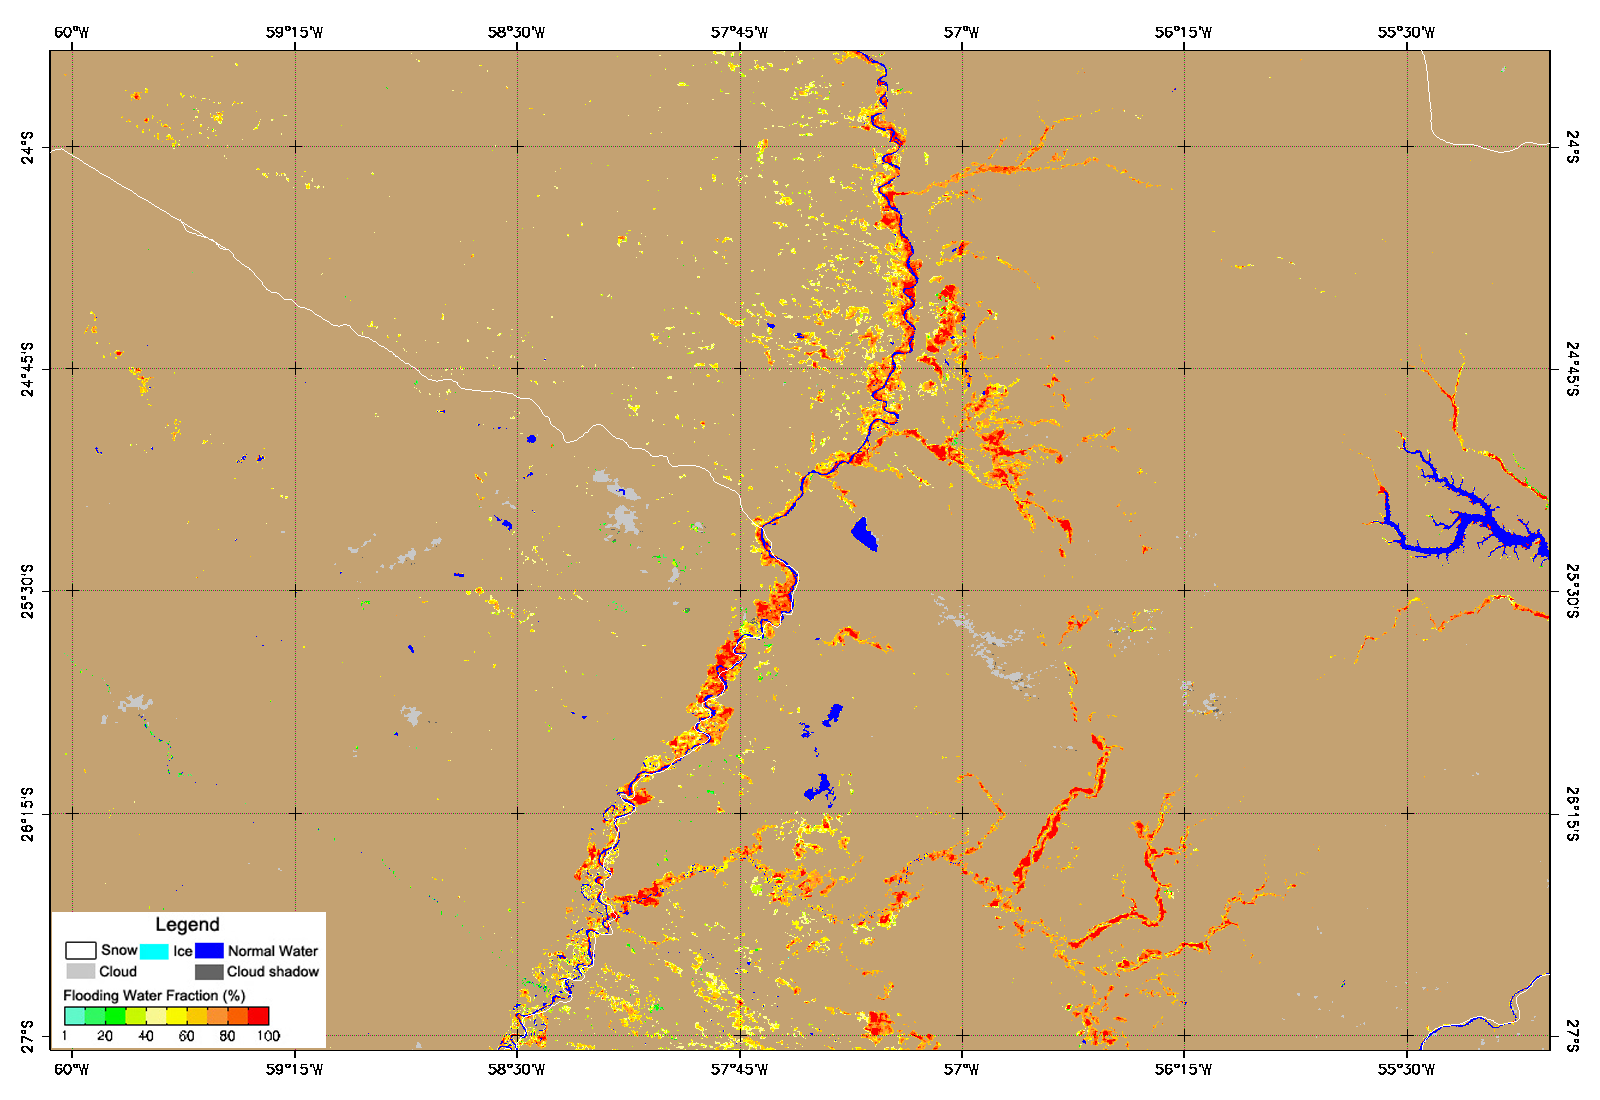 60°W 59°15'W 58°30'W 57°45'W 57°W 56°15'W 55°30'W
24°S 24°S
24°45'S 24°45'S
25°30'S 25°30'S
26°15'S 26°15'S
27°S 27°S
Legend
Snow Ice Normal Water
Cloud Cloud shadow
Flooding Water Fraction (%)
1 20 40 60 80 100
60°W 59°15'W 58°30'W 57°45'W 57°W 56°15'W 55°30'W